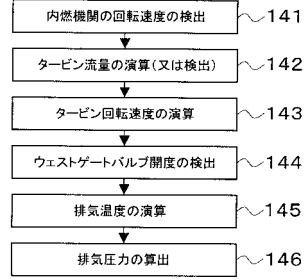 内燃機関の回転速度の検出 141
タービン流量の演算(又は検出) 142
タービン回転速度の演算 143
ウェストゲートバルブ開度の検出 144
排気温度の演算 145
排気圧力の算出 146